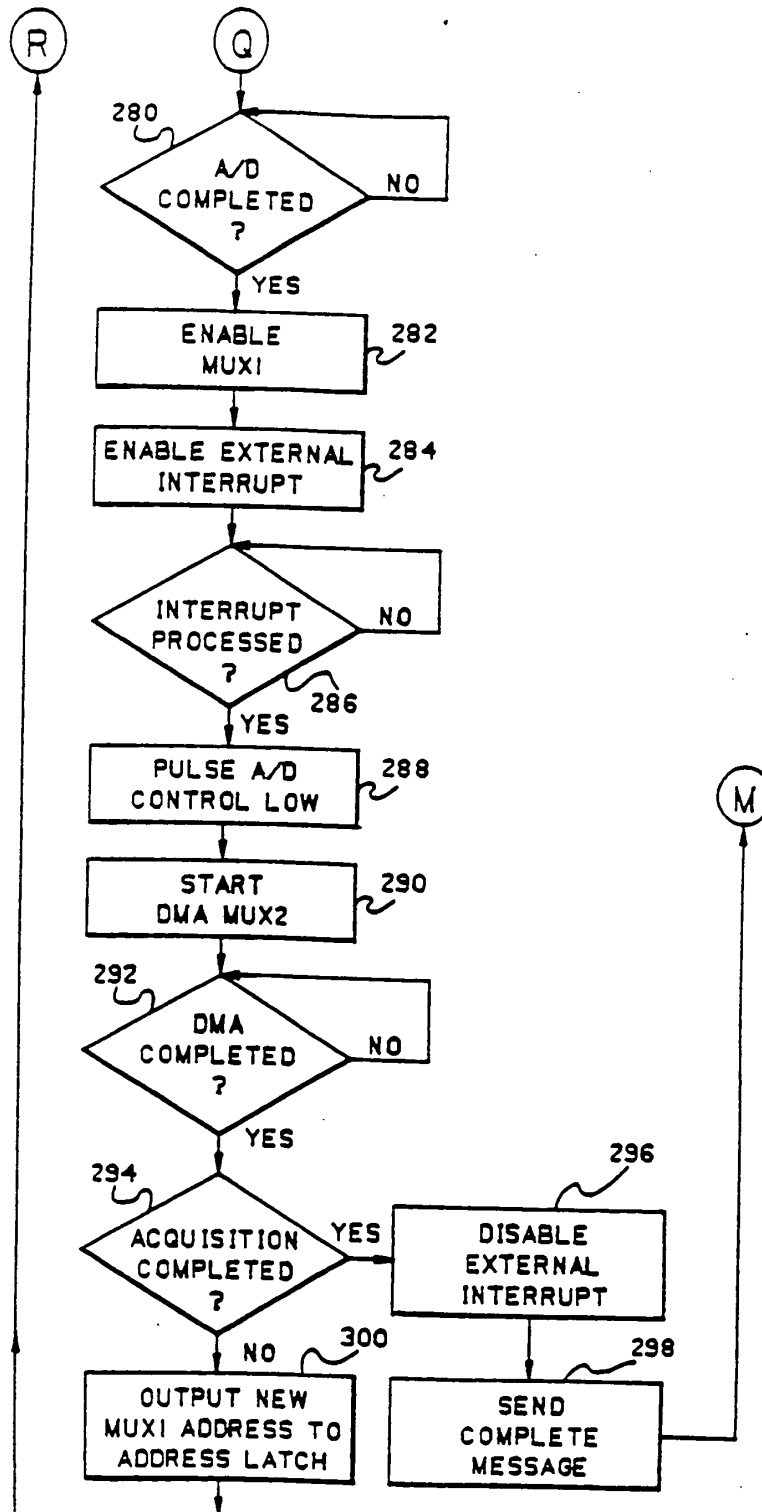 R
Q
280
A/D
COMPLETED
?
NO
YES
ENABLE
MUX1
282
ENABLE EXTERNAL
INTERRUPT
284
INTERRUPT
PROCESSED
?
NO
286
YES
PULSE A/D
CONTROL LOW
288
M
START
DMA MUX2
290
292
DMA
COMPLETED
?
NO
YES
294
ACQUISITION
COMPLETED
?
YES
296
DISABLE
EXTERNAL
INTERRUPT
NO
300
OUTPUT NEW
MUX1 ADDRESS TO
ADDRESS LATCH
298
SEND
COMPLETE
MESSAGE